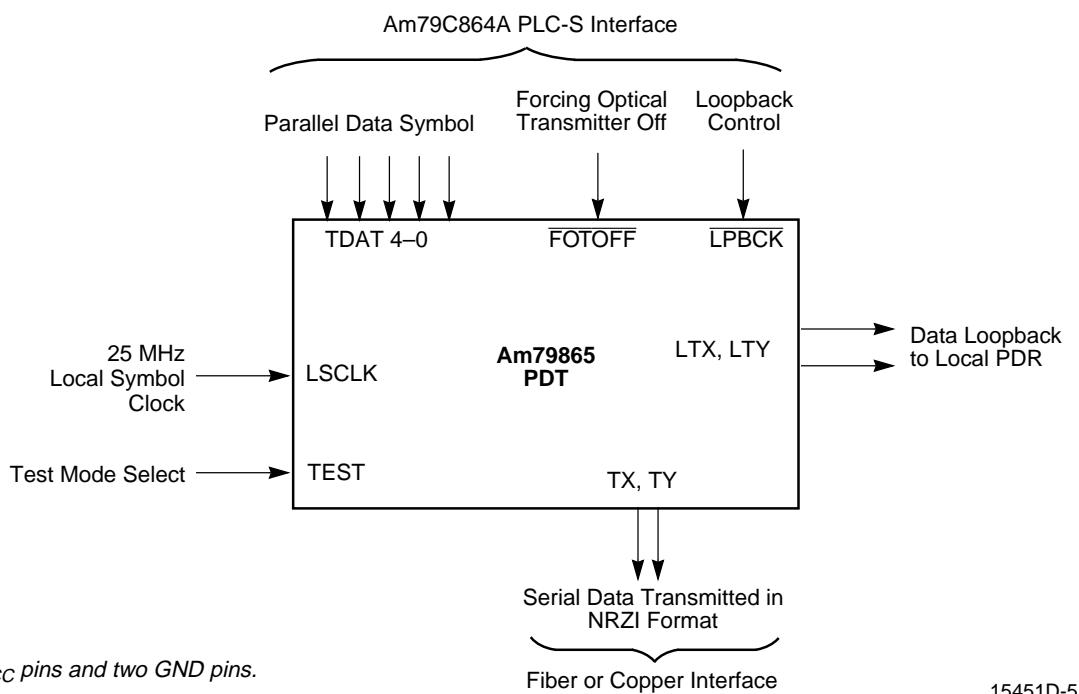 Am79C864A PLC-S Interface
Parallel Data Symbol
Forcing Optical
Transmitter Off
Loopback
Control
TDAT 4–0
FOTOFF
LPBCK
25 MHz
Local Symbol
Clock
LSCLK
Am79865
PDT
LTX, LTY
Data Loopback
to Local PDR
Test Mode Select
TEST
TX, TY
Serial Data Transmitted in
NRZI Format
Fiber or Copper Interface
CC pins and two GND pins.
15451D-5